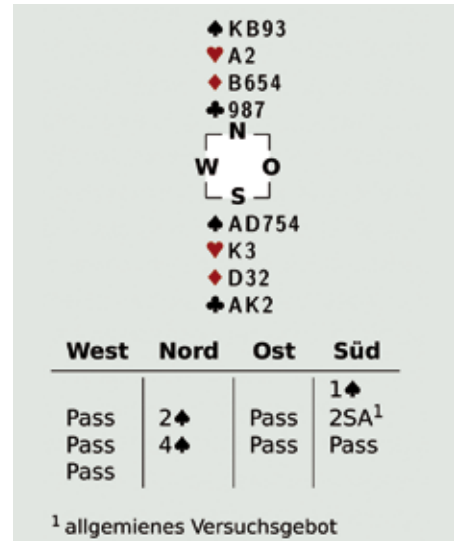 ♠KB93
♥A2
♦B654
♣987
N
W O
S
♠AD754
♥K3
♦D32
♣AK2
West Nord Ost Süd
1♠
Pass 2♠ Pass 2SA¹
Pass 4♠ Pass Pass
Pass
¹ allgemienes Versuchsgebot